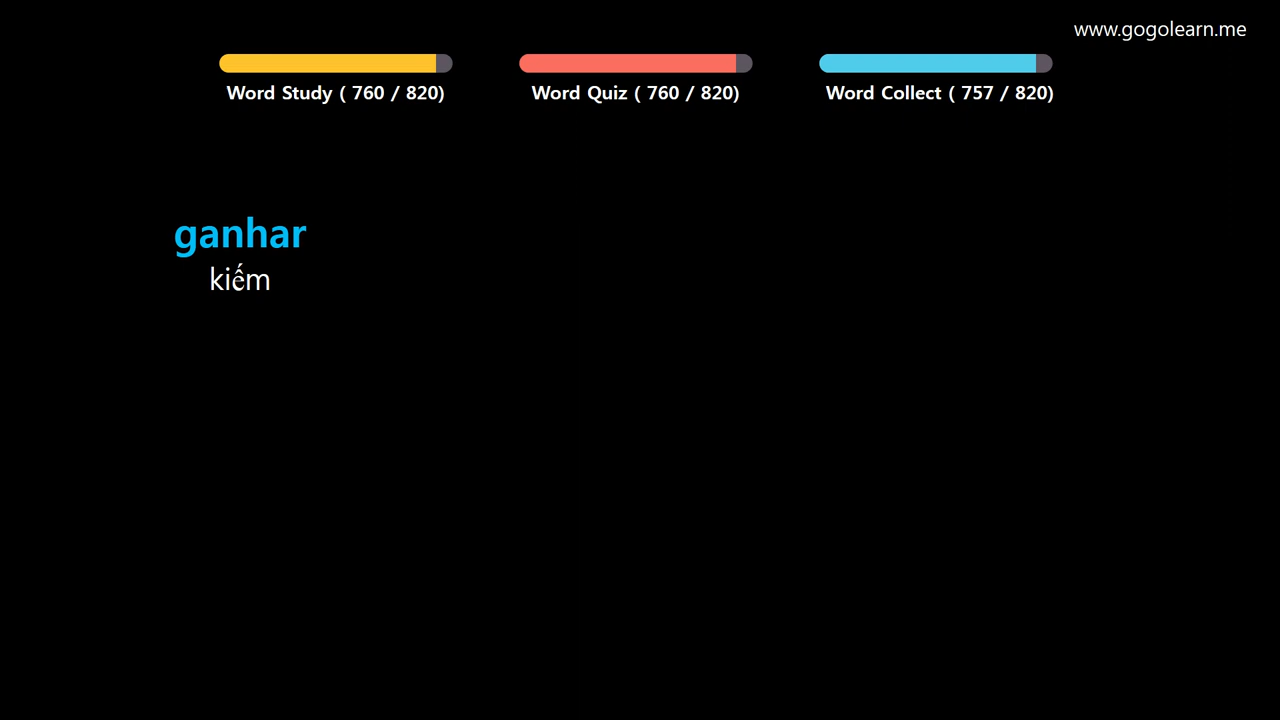 www.gogolearn.me
Word Study ( 760 / 820)
Word Quiz ( 760 / 820)
Word Collect ( 757 / 820)
ganhar
kiếm